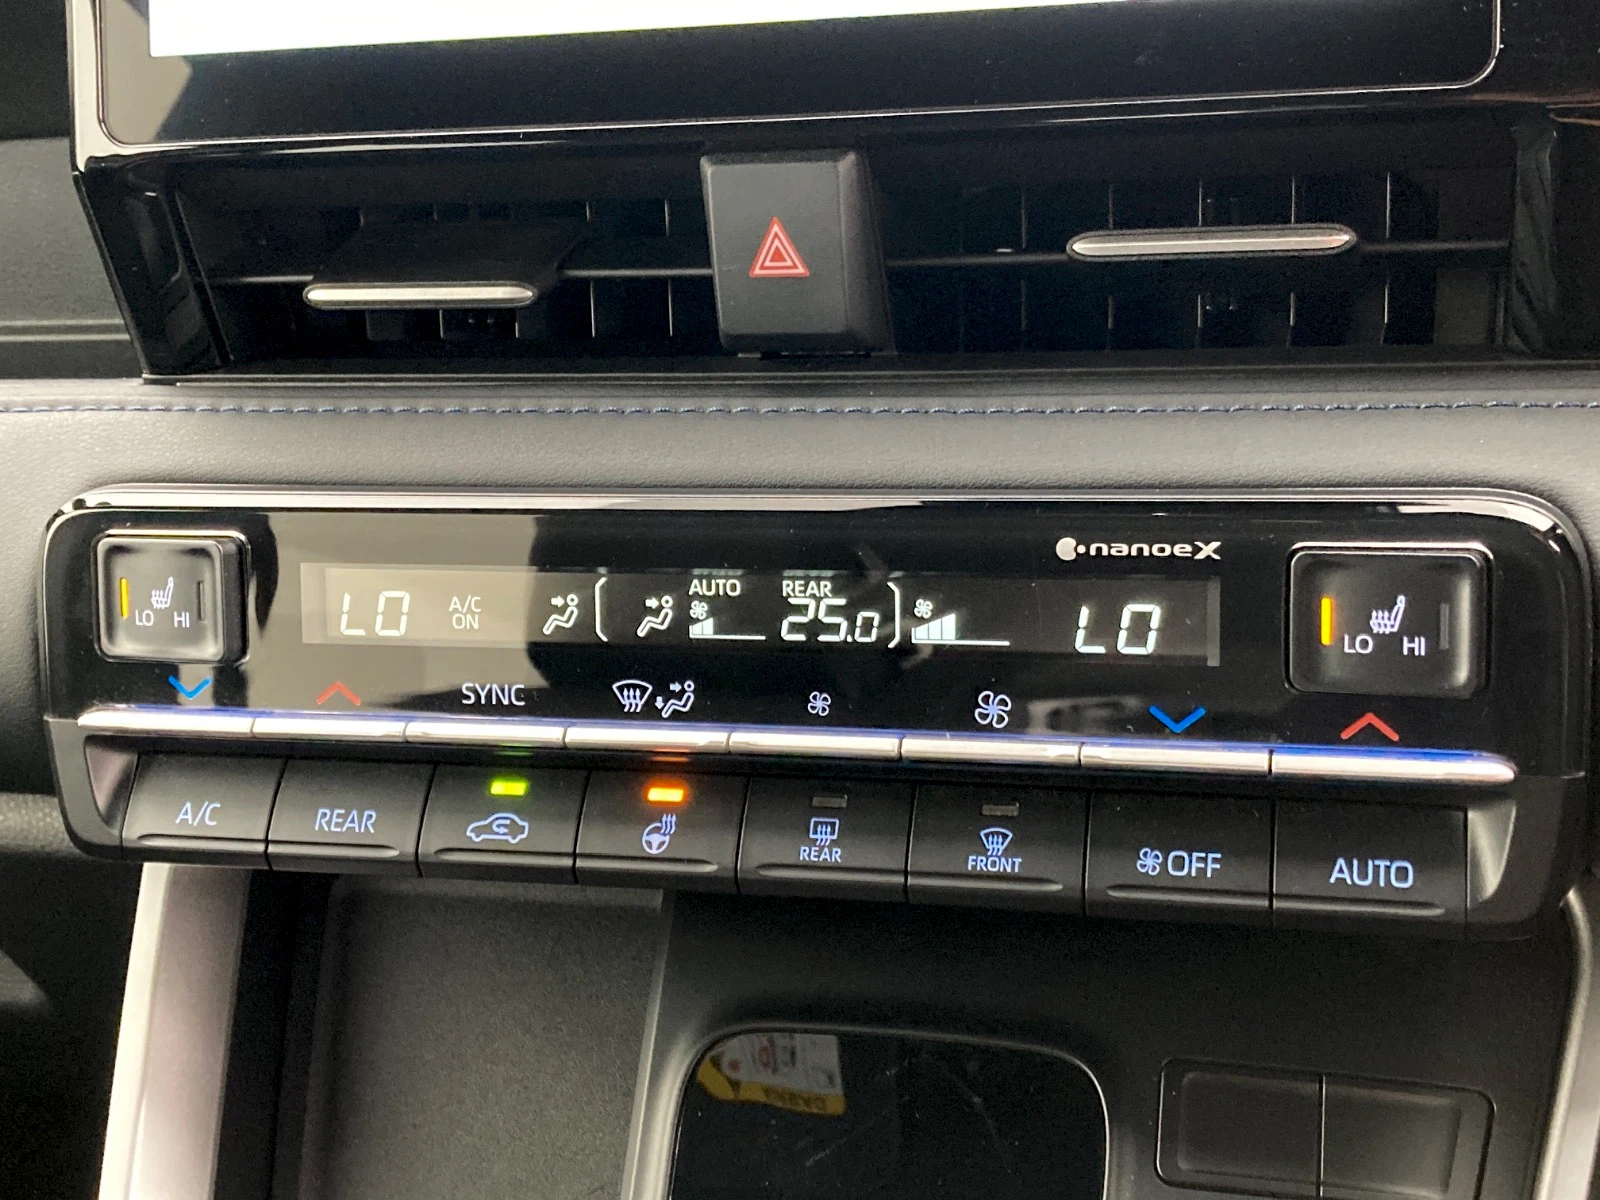 nanoeX
LO HI
LO
A/C
ON
AUTO
REAR
25.0
LO
LO HI
SYNC
A/C
REAR
REAR
FRONT
OFF
AUTO